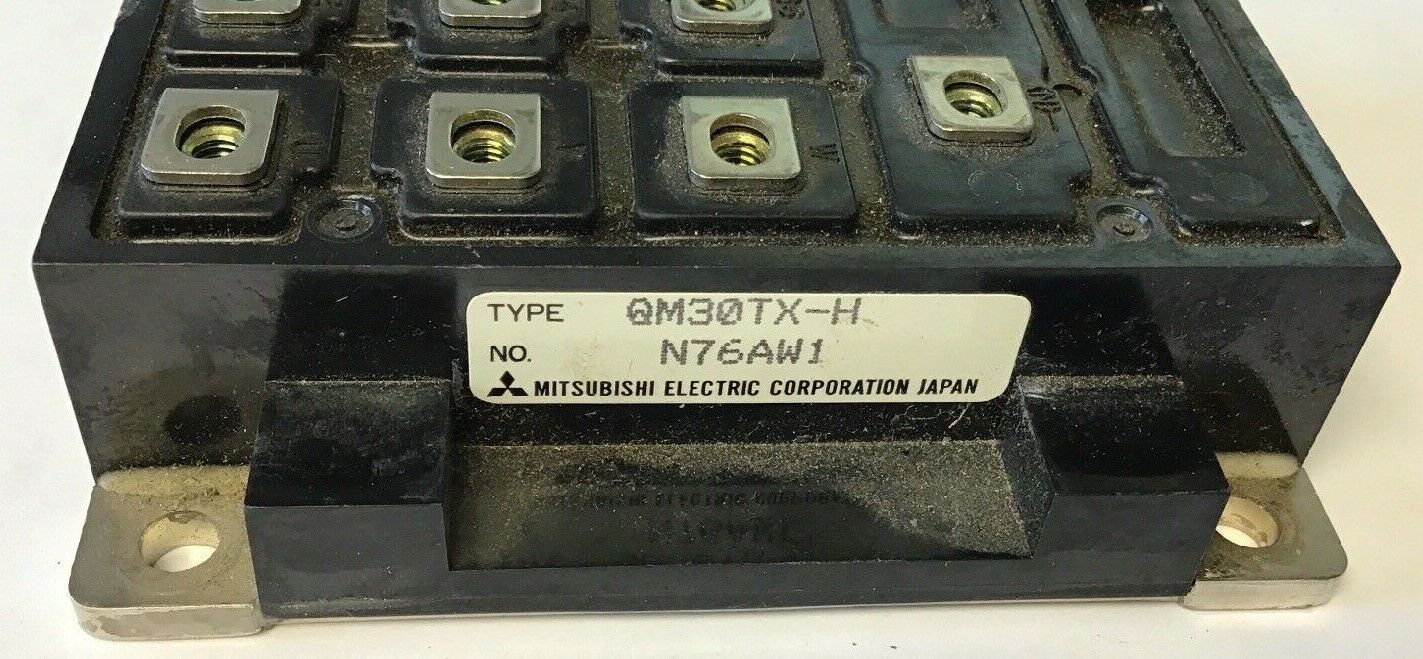 U
V
W
TYPE QM30TX-H
NO. N76AW1
MITSUBISHI ELECTRIC CORPORATION JAPAN